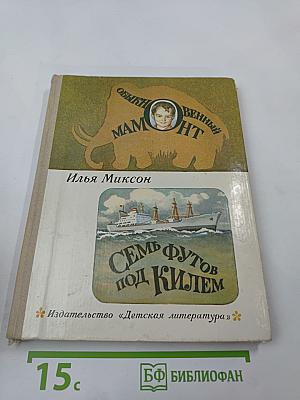 ОБЫКНОВЕННЫЙ
МАМОНТ
Илья Миксон
СЕМЬ ФУТОВ
ПОД КИЛЕМ
Издательство «Детская литература»
15с
БФ БИБЛИОФАН